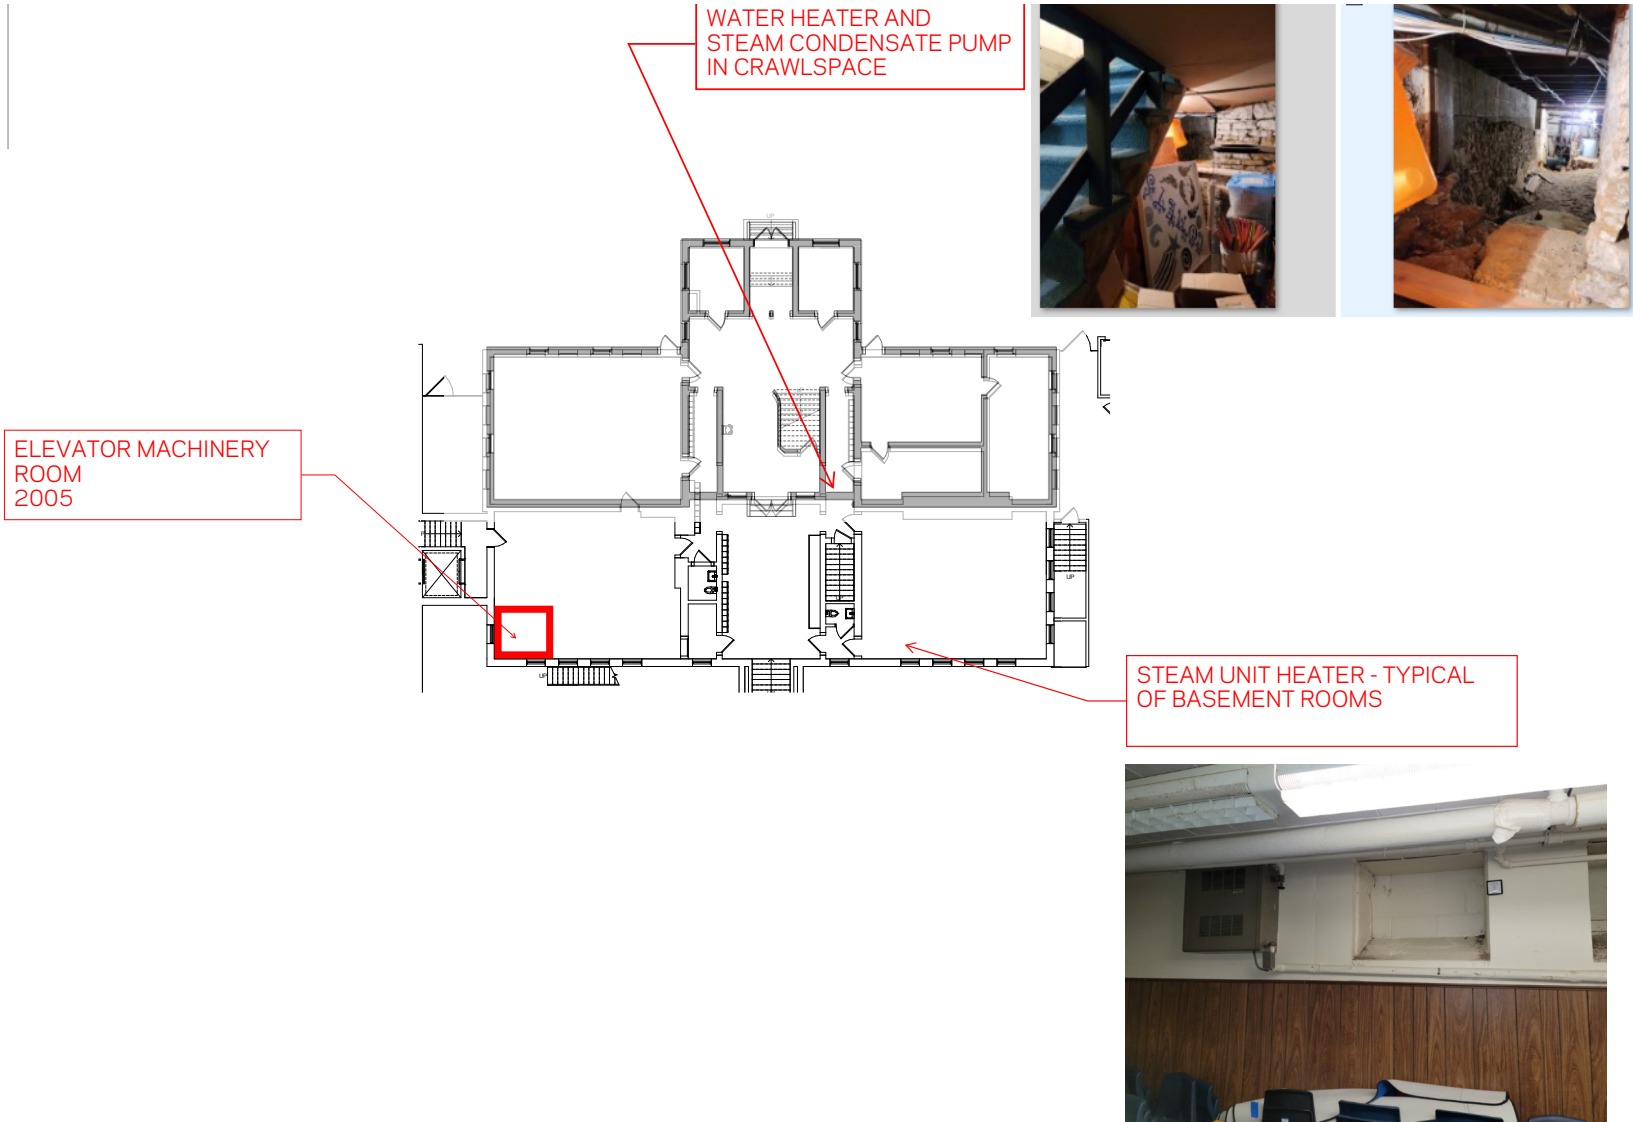 WATER HEATER AND
STEAM CONDENSATE PUMP
IN CRAWLSPACE
UP
ELEVATOR MACHINERY
ROOM
2005
UP
UP
UP
STEAM UNIT HEATER - TYPICAL
OF BASEMENT ROOMS